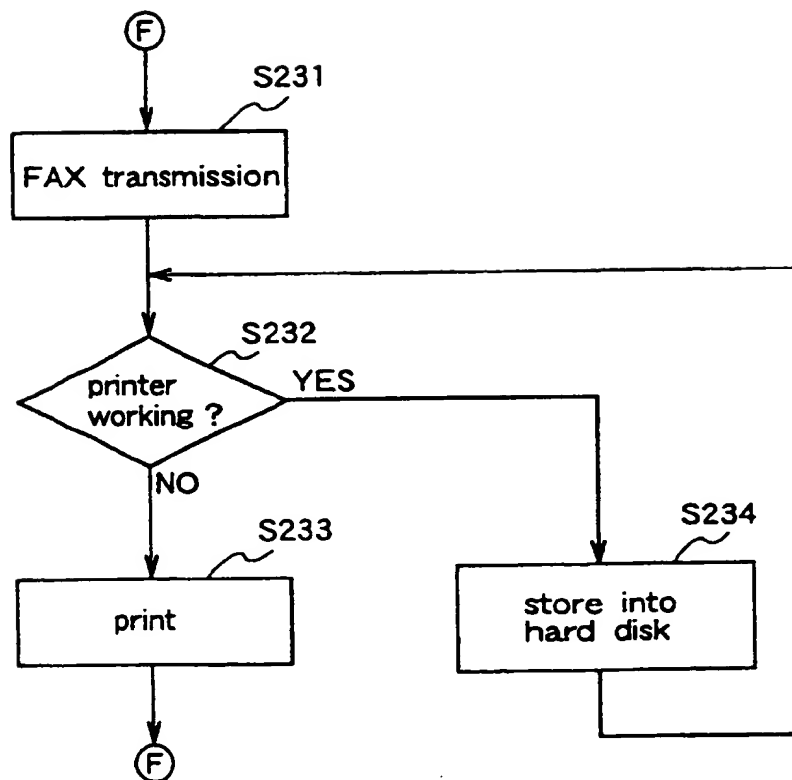 F
S231
FAX transmission
S232
printer
working ?
YES
NO
S233
print
S234
store into
hard disk
F